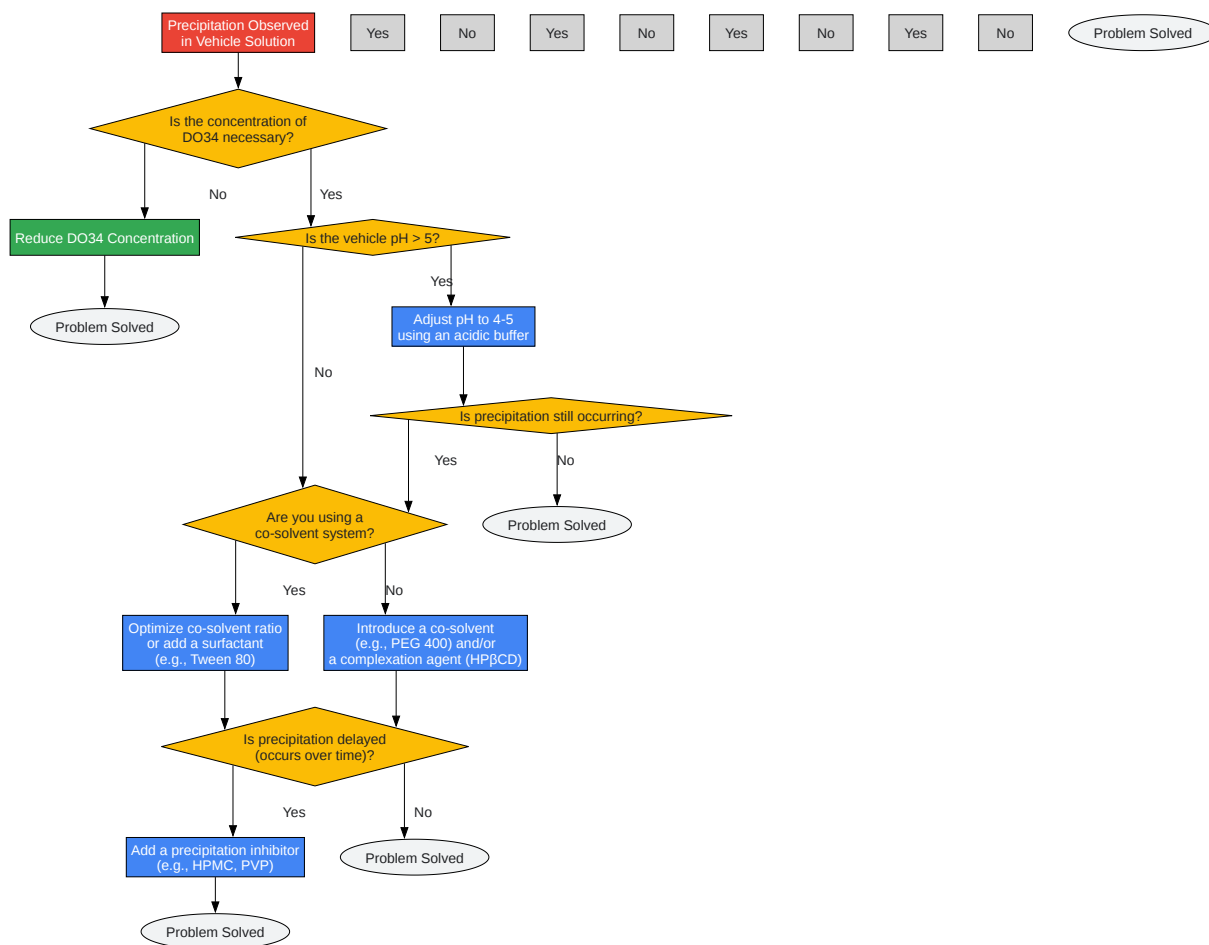 Precipitation Observed
in Vehicle Solution
Yes
No
Yes
No
Yes
No
Yes
No
Problem Solved
Is the concentration of
DO34 necessary?
No
Yes
Reduce DO34 Concentration
Is the vehicle pH > 5?
Yes
Problem Solved
Adjust pH to 4-5
using an acidic buffer
No
Is precipitation still occurring?
Yes
No
Are you using a
co-solvent system?
Problem Solved
Yes
No
Optimize co-solvent ratio
or add a surfactant
(e.g., Tween 80)
Introduce a co-solvent
(e.g., PEG 400) and/or
a complexation agent (HPβCD)
Is precipitation delayed
(occurs over time)?
Yes
No
Add a precipitation inhibitor
(e.g., HPMC, PVP)
Problem Solved
Problem Solved